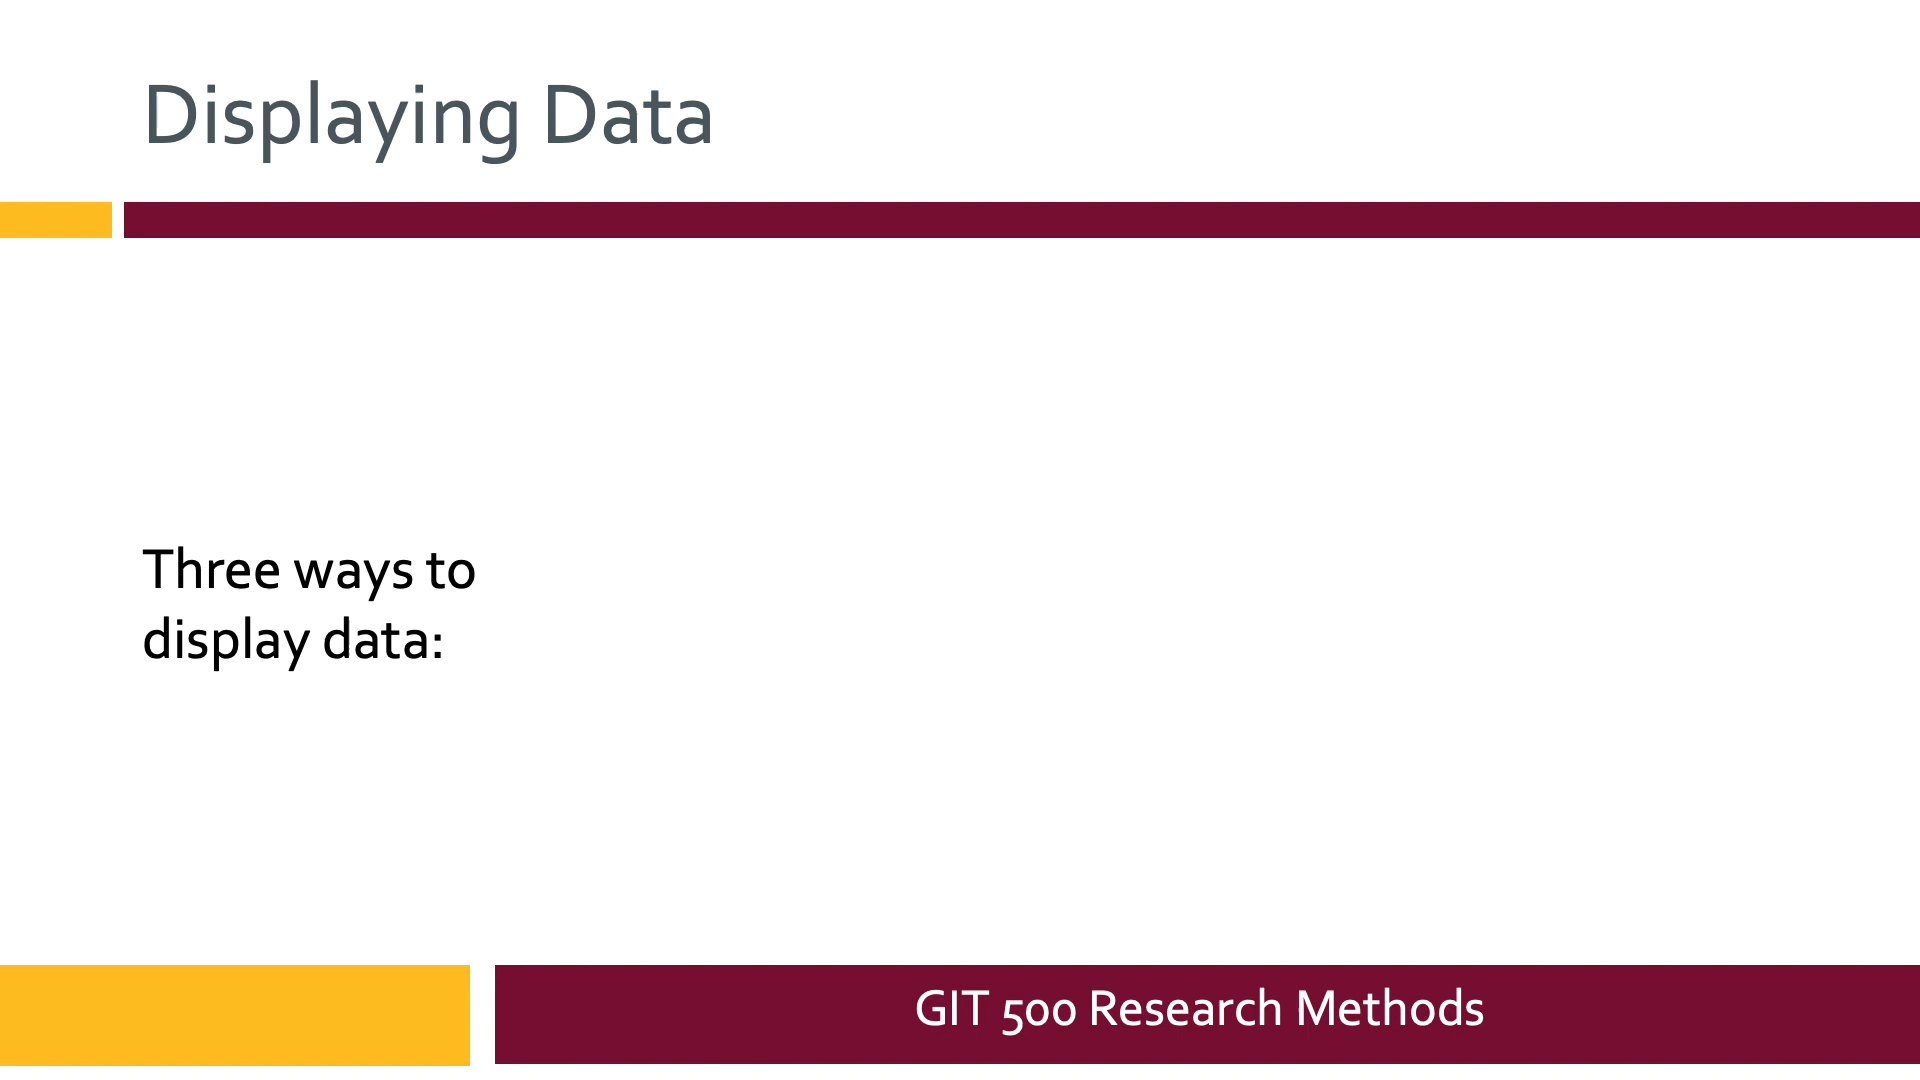 Displaying Data
Three ways to
display data:
GIT 500 Research Methods